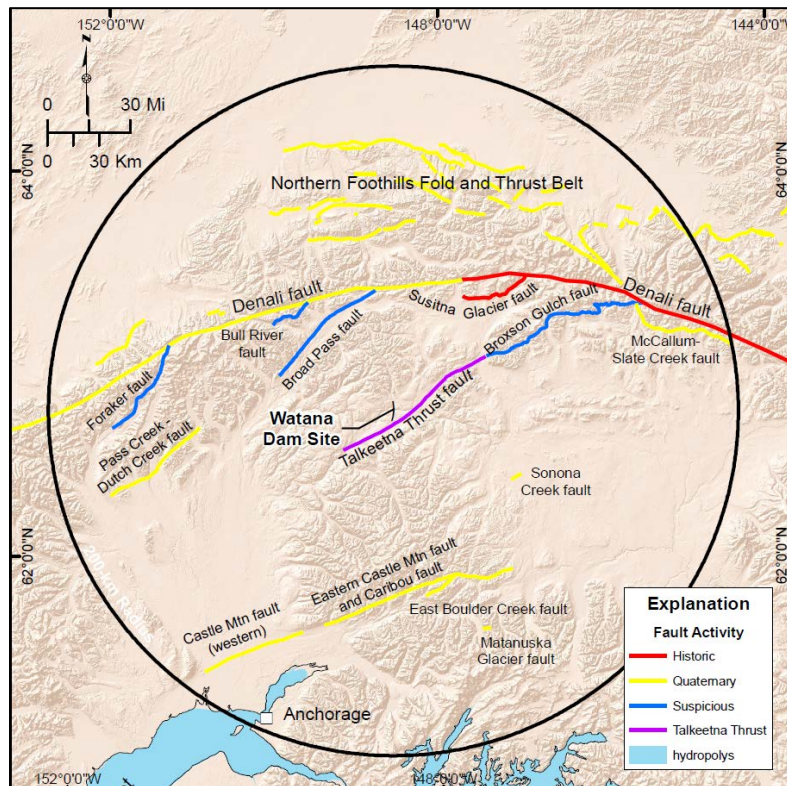 152°0'0"W
148°0'0"W
144°0'0"W
N
0 30 Mi
0 30 Km
64°0'0"N
64°0'0"N
Northern Foothills Fold and Thrust Belt
Denali fault
Susitna Glacier fault
Denali fault
Bull River
fault
Broad Pass fault
Broxson Gulch fault
McCallum-
Slate Creek fault
Foraker fault
Watana
Dam Site
Talkeetna Thrust fault
Pass Creek -
Dutch Creek fault
Sonona
Creek fault
62°0'0"N
62°0'0"N
200-km Radius
Eastern Castle Mtn fault
and Caribou fault
Castle Mtn fault
(western)
East Boulder Creek fault
Matanuska
Glacier fault
Anchorage
Explanation
Fault Activity
Historic
Quaternary
Suspicious
Talkeetna Thrust
hydropolys
152°0'0"W
148°0'0"W